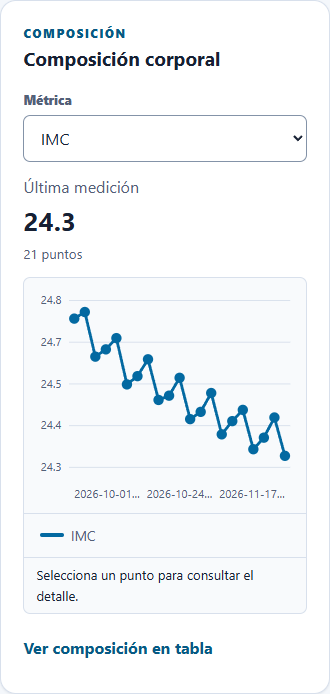 COMPOSICIÓN
Composición corporal
Métrica
IMC
Última medición
24.3
21 puntos
24.8
24.7
24.5
24.4
24.3
2026-10-01... 2026-10-24... 2026-11-17...
IMC
Selecciona un punto para consultar el
detalle.
Ver composición en tabla